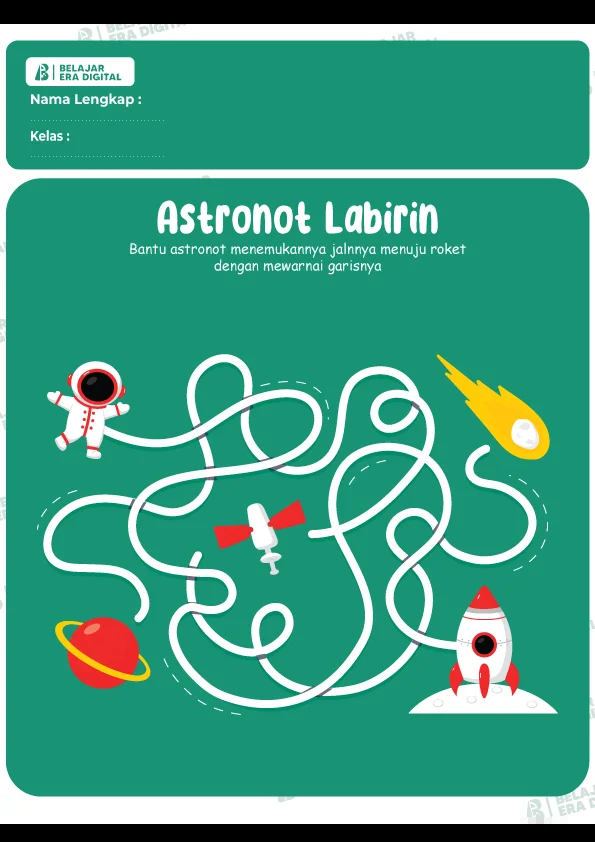 BELAJAR
ERA DIGITAL
Nama Lengkap :
Kelas :
Astronot Labirin
Bantu astronot menemukannya jalnnya menuju roket
dengan mewarnai garisnya